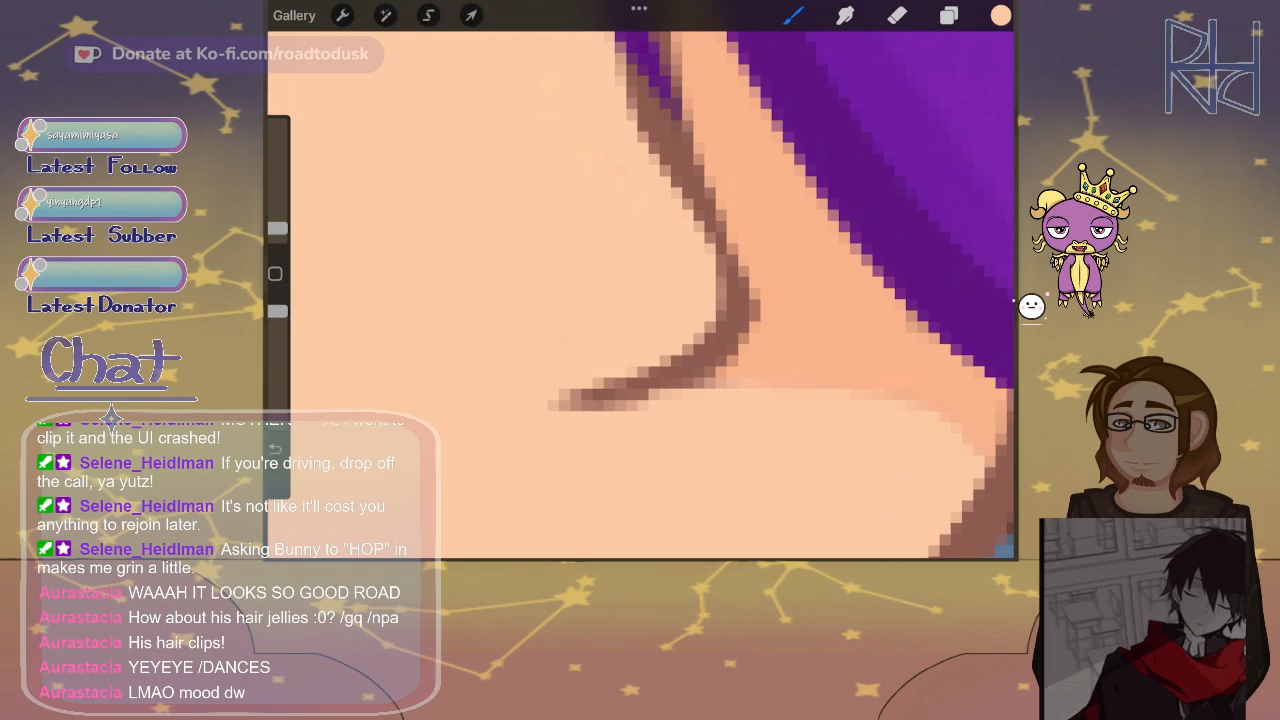 Gallery
Donate at Ko-fi.com/roadtodusk
sayamimiyasa
Latest Follow
yinyangdp1
Latest Subber
Latest Donator
Chat
clip it and the UI crashed!
Selene_Heidlman If you're driving, drop off
the call, ya yutz!
Selene_Heidlman It's not like it'll cost you
anything to rejoin later.
Selene_Heidlman Asking Bunny to "HOP" in
makes me grin a little.
Aurastacia WAAAH IT LOOKS SO GOOD ROAD
Aurastacia How about his hair jellies :0? /gq /npa
Aurastacia His hair clips!
Aurastacia YEYEYE /DANCES
Aurastacia LMAO mood dw